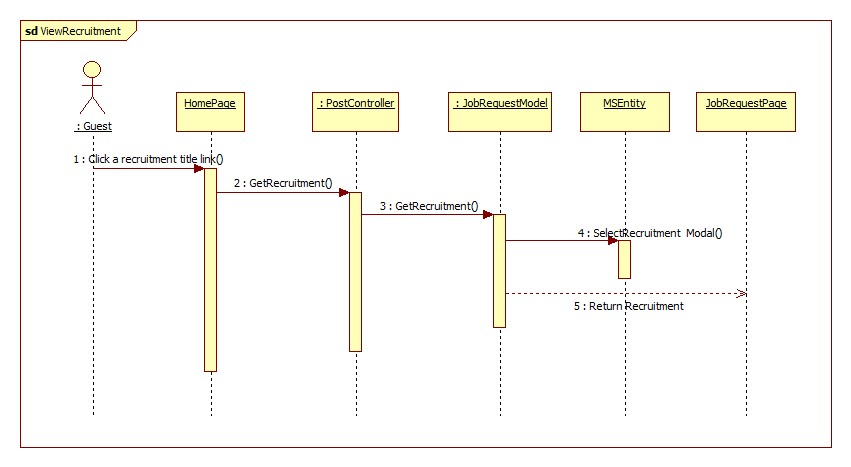 sd ViewRecruitment
: Guest
HomePage
: PostController
: JobRequestModel
MSEntity
JobRequestPage
1 : Click a recruitment title link()
2 : GetRecruitment()
3 : GetRecruitment()
4 : SelectRecruitment Modal()
5 : Return Recruitment